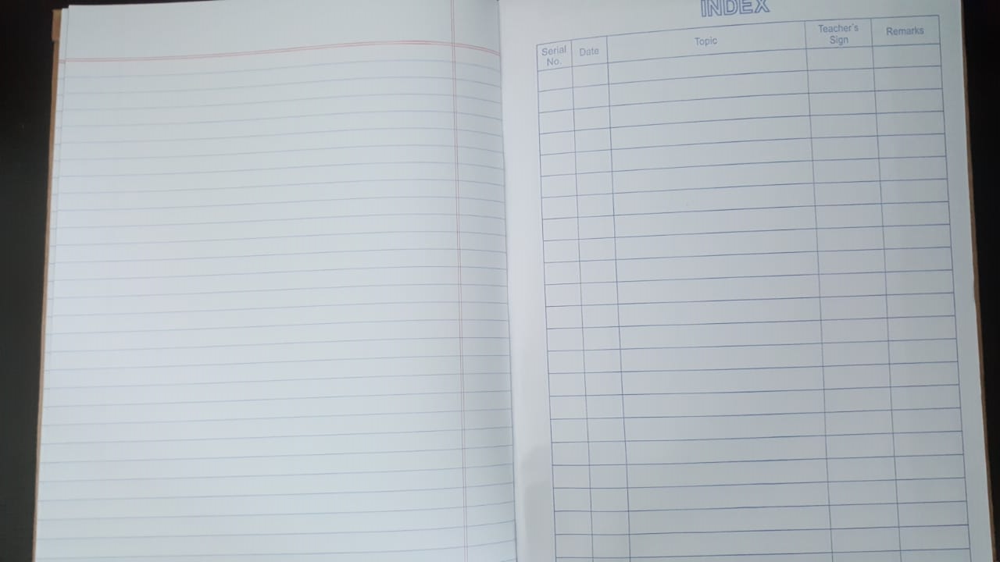 INDEX
Serial No.
Date
Topic
Teacher's Sign
Remarks